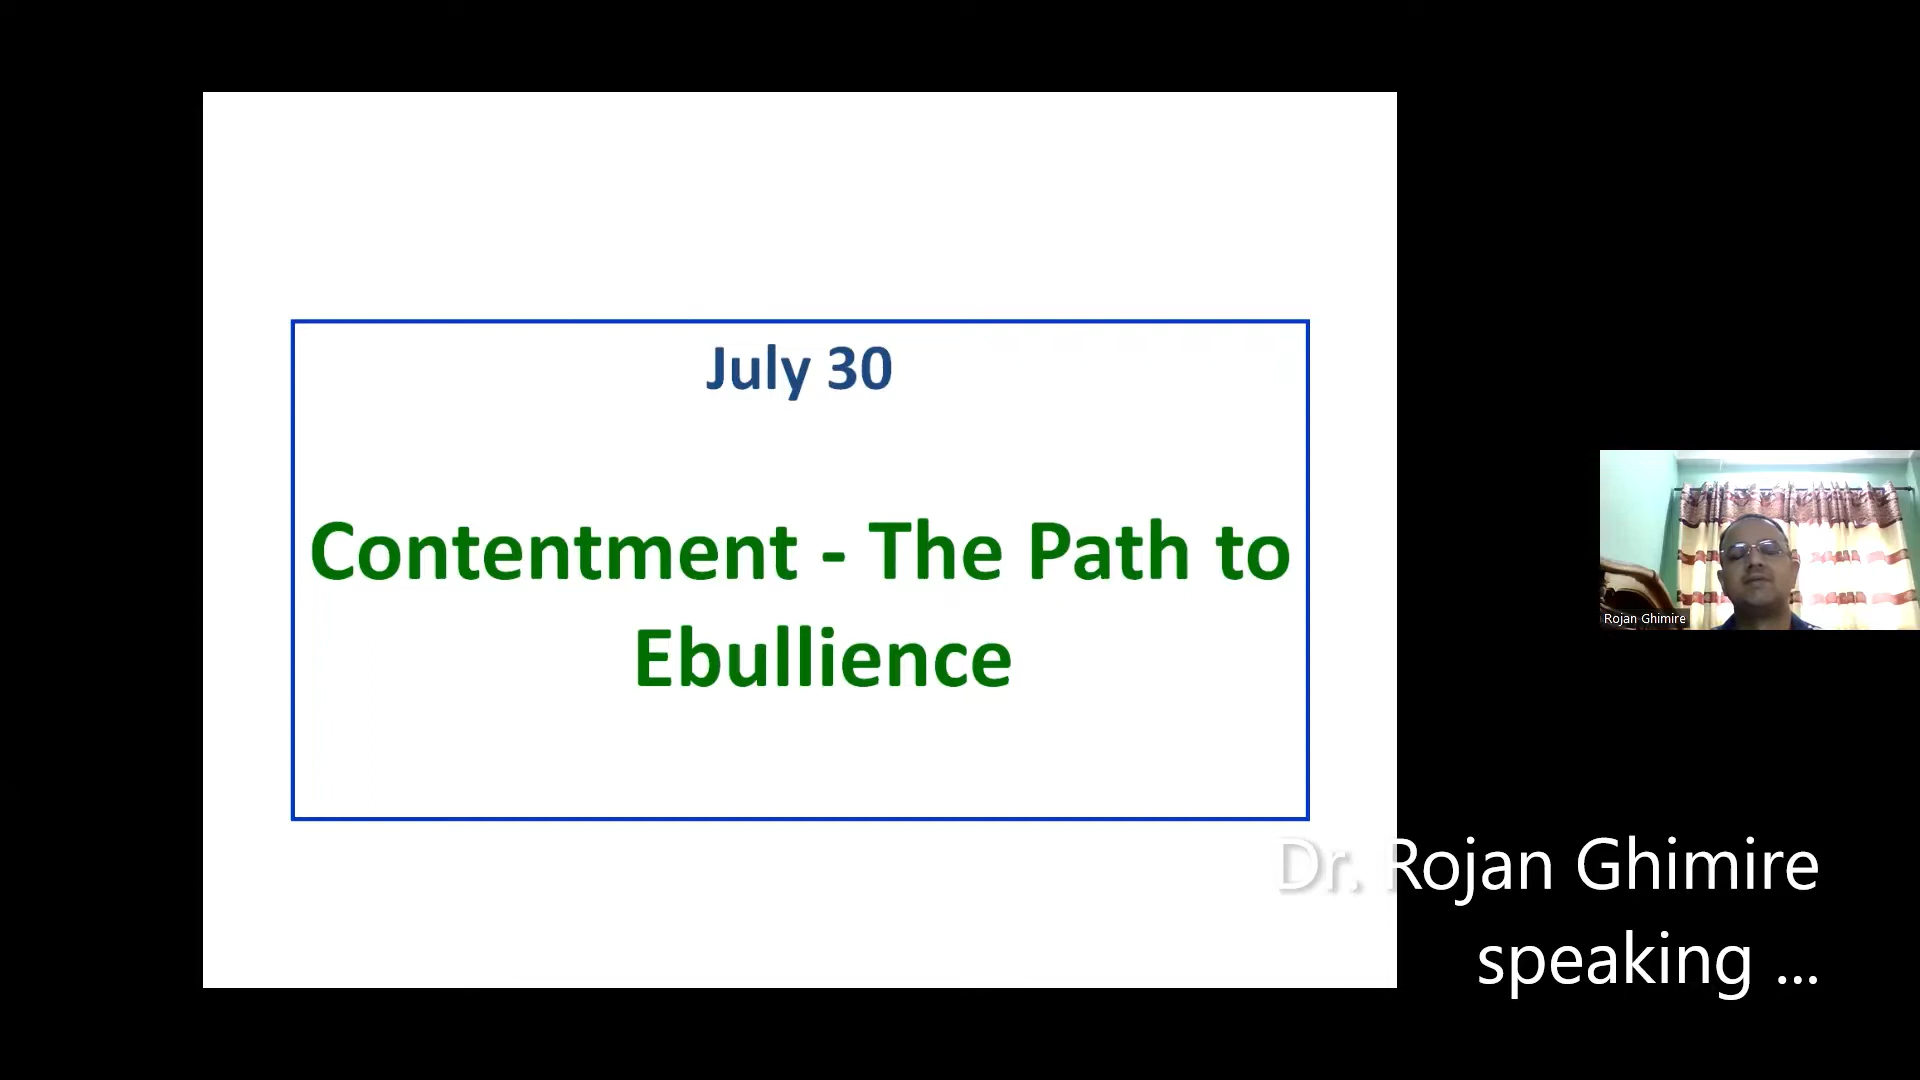 July 30
Contentment - The Path to
Ebullience
Rojan Ghimire
Dr. Rojan Ghimire
speaking ...